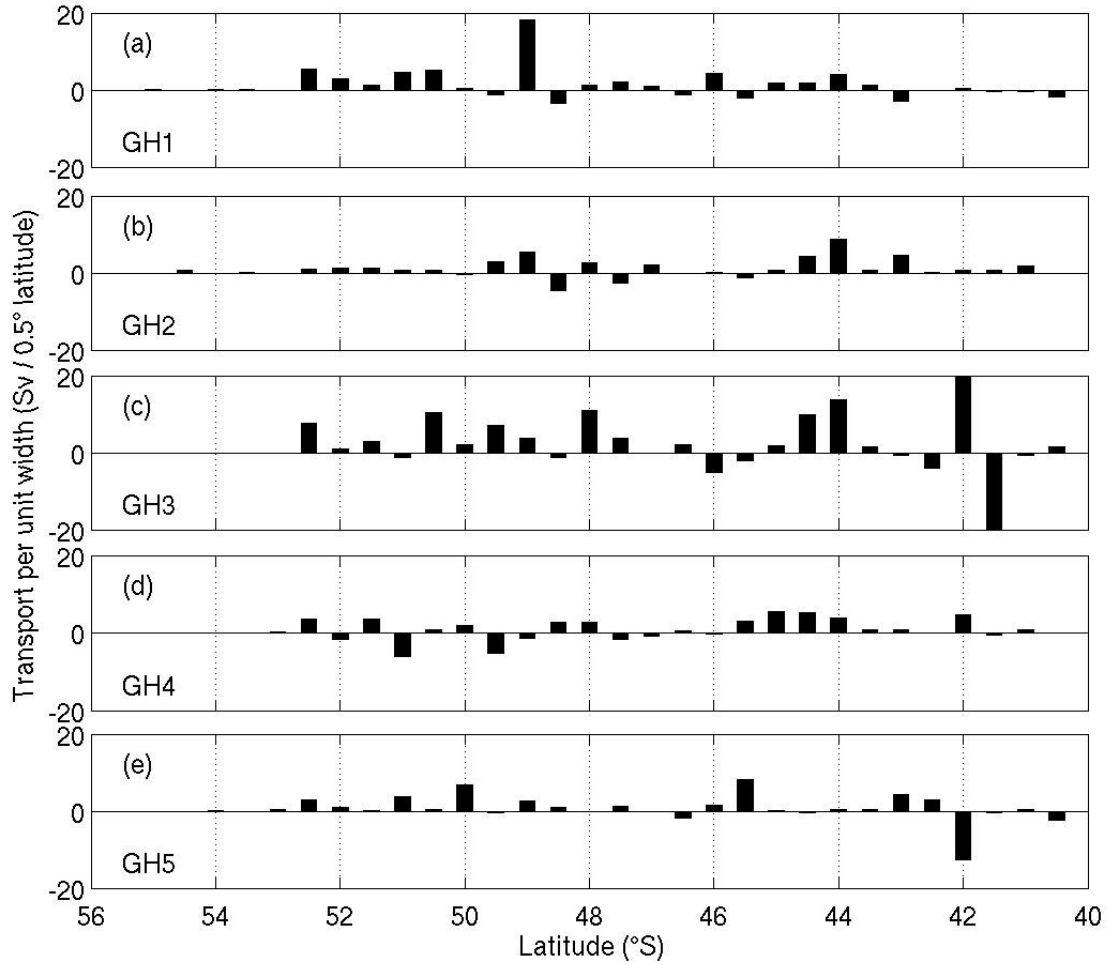 Transport per unit width (Sv / 0.5° latitude)
20
(a)
0
GH1
-20
20
(b)
0
GH2
-20
20
(c)
0
GH3
-20
20
(d)
0
GH4
-20
20
(e)
0
GH5
-20
56 54 52 50 48 46 44 42 40
Latitude (°S)